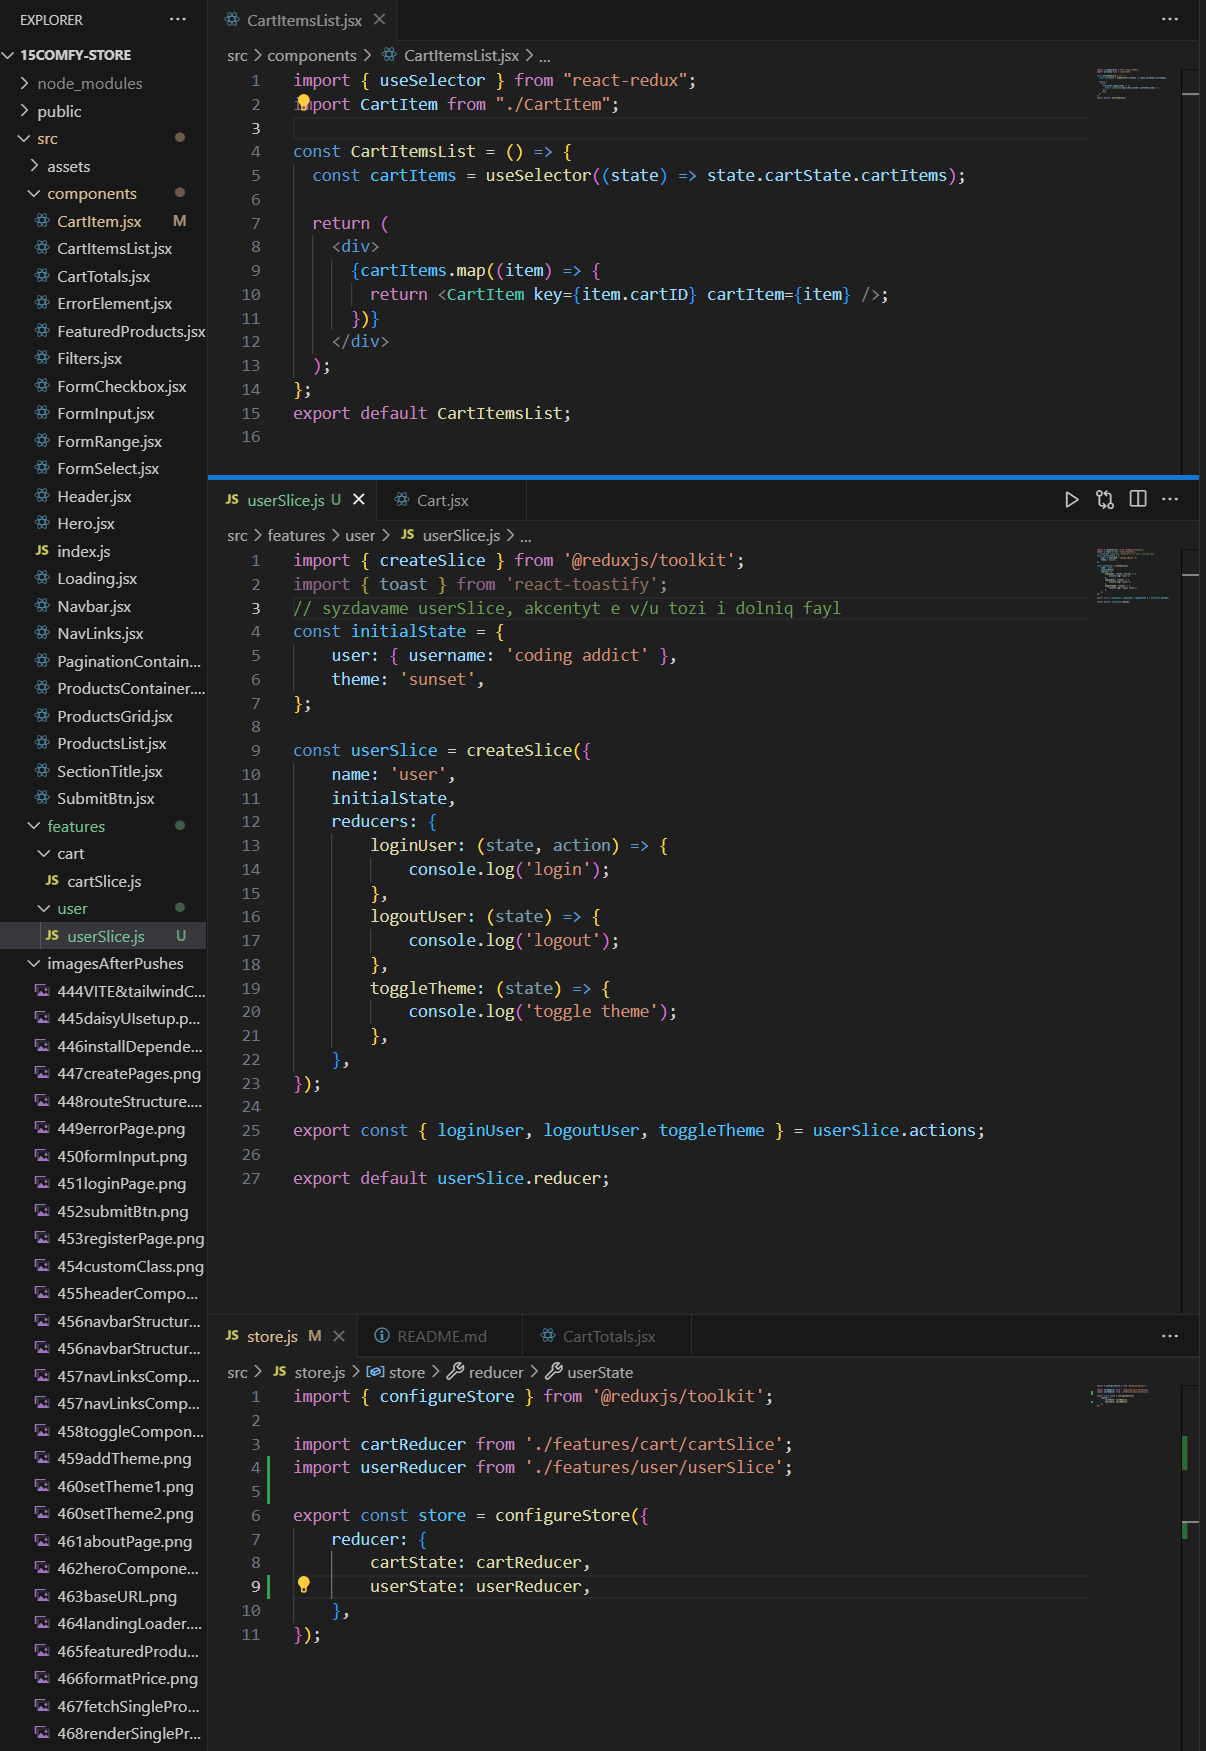 EXPLORER
15COMFY-STORE
node_modules
public
src
assets
components
CartItem.jsx M
CartItemsList.jsx
CartTotals.jsx
ErrorElement.jsx
FeaturedProducts.jsx
Filters.jsx
FormCheckbox.jsx
FormInput.jsx
FormRange.jsx
FormSelect.jsx
Header.jsx
Hero.jsx
JS index.js
Loading.jsx
Navbar.jsx
NavLinks.jsx
PaginationContain...
ProductsContainer....
ProductsGrid.jsx
ProductsList.jsx
SectionTitle.jsx
SubmitBtn.jsx
features
cart
JS cartSlice.js
user
JS userSlice.js U
imagesAfterPushes
444VITE&tailwindC...
445daisyUIsetup.p...
446installDepende...
447createPages.png
448routeStructure....
449errorPage.png
450formInput.png
451loginPage.png
452submitBtn.png
453registerPage.png
454customClass.png
455headerCompo...
456navbarStructur...
456navbarStructur...
457navLinksComp...
457navLinksComp...
458toggleCompon...
459addTheme.png
460setTheme1.png
460setTheme2.png
461aboutPage.png
462heroCompone...
463baseURL.png
464landingLoader....
465featuredProdu...
466formatPrice.png
467fetchSinglePro...
468renderSinglePr...
CartItemsList.jsx
src > components > CartItemsList.jsx > ...
1 import { useSelector } from "react-redux";
2 import CartItem from "./CartItem";
3
4 const CartItemsList = () => {
5 const cartItems = useSelector((state) => state.cartState.cartItems);
6
7 return (
8 <div>
9 {cartItems.map((item) => {
10 return <CartItem key={item.cartID} cartItem={item} />;
11 })}
12 </div>
13 );
14 };
15 export default CartItemsList;
16
JS userSlice.js U Cart.jsx
src > features > user > JS userSlice.js > ...
1 import { createSlice } from '@reduxjs/toolkit';
2 import { toast } from 'react-toastify';
3 // syzdavame userSlice, akcentyt e v/u tozi i dolniq fayl
4 const initialState = {
5 user: { username: 'coding addict' },
6 theme: 'sunset',
7 };
8
9 const userSlice = createSlice({
10 name: 'user',
11 initialState,
12 reducers: {
13 loginUser: (state, action) => {
14 console.log('login');
15 },
16 logoutUser: (state) => {
17 console.log('logout');
18 },
19 toggleTheme: (state) => {
20 console.log('toggle theme');
21 },
22 },
23 });
24
25 export const { loginUser, logoutUser, toggleTheme } = userSlice.actions;
26
27 export default userSlice.reducer;
JS store.js M README.md CartTotals.jsx
src > JS store.js > store > reducer > userState
1 import { configureStore } from '@reduxjs/toolkit';
2
3 import cartReducer from './features/cart/cartSlice';
4 import userReducer from './features/user/userSlice';
5
6 export const store = configureStore({
7 reducer: {
8 cartState: cartReducer,
9 userState: userReducer,
10 },
11 });